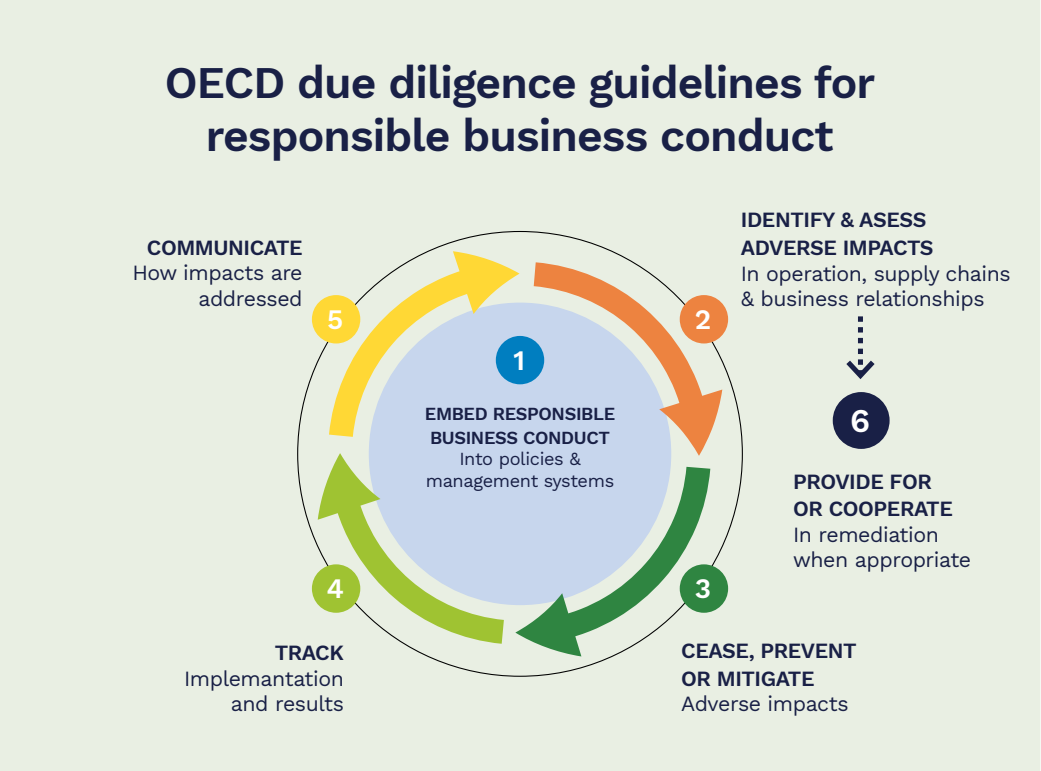 OECD due diligence guidelines for
responsible business conduct
1
EMBED RESPONSIBLE
BUSINESS CONDUCT
Into policies &
management systems
2
IDENTIFY & ASESS
ADVERSE IMPACTS
In operation, supply chains
& business relationships
3
CEASE, PREVENT
OR MITIGATE
Adverse impacts
4
TRACK
Implemantation
and results
5
COMMUNICATE
How impacts are
addressed
6
PROVIDE FOR
OR COOPERATE
In remediation
when appropriate